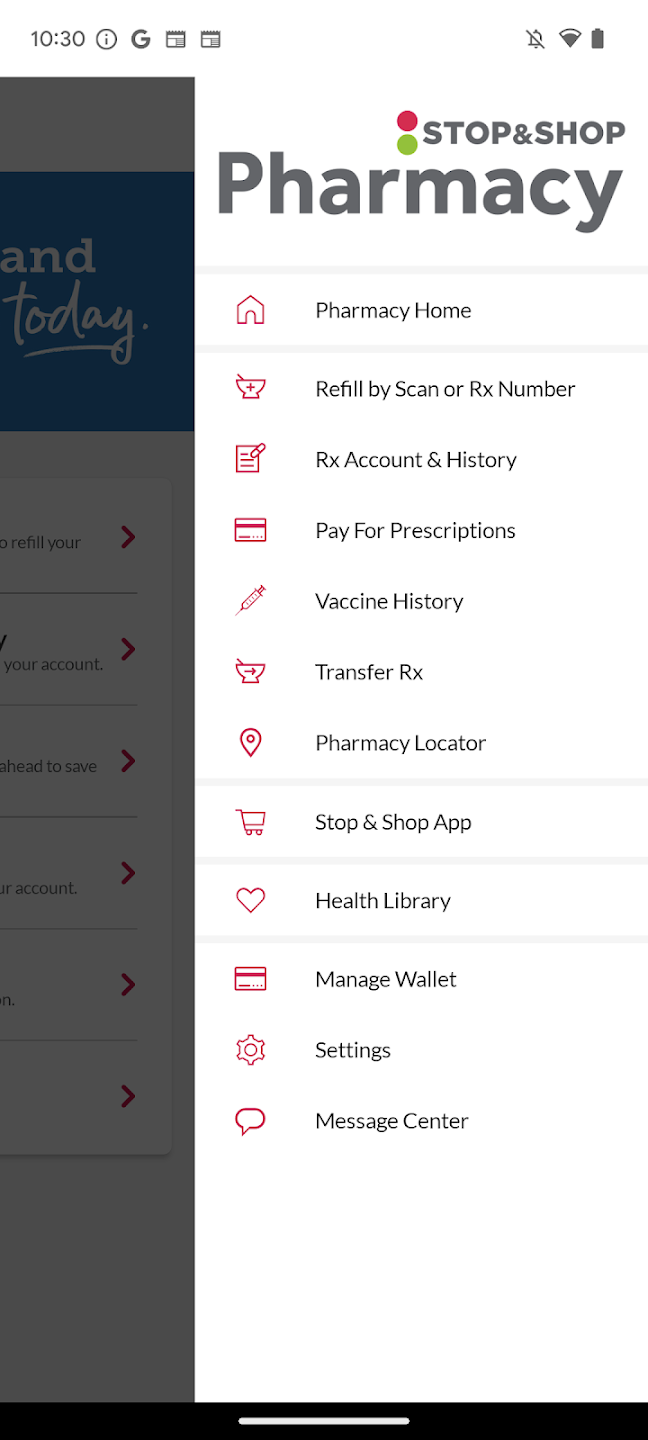 10:30
STOP&SHOP
Pharmacy
and
today.
o refill your
y
your account.
ahead to save
ur account.
on.
Pharmacy Home
Refill by Scan or Rx Number
Rx Account & History
Pay For Prescriptions
Vaccine History
Transfer Rx
Pharmacy Locator
Stop & Shop App
Health Library
Manage Wallet
Settings
Message Center